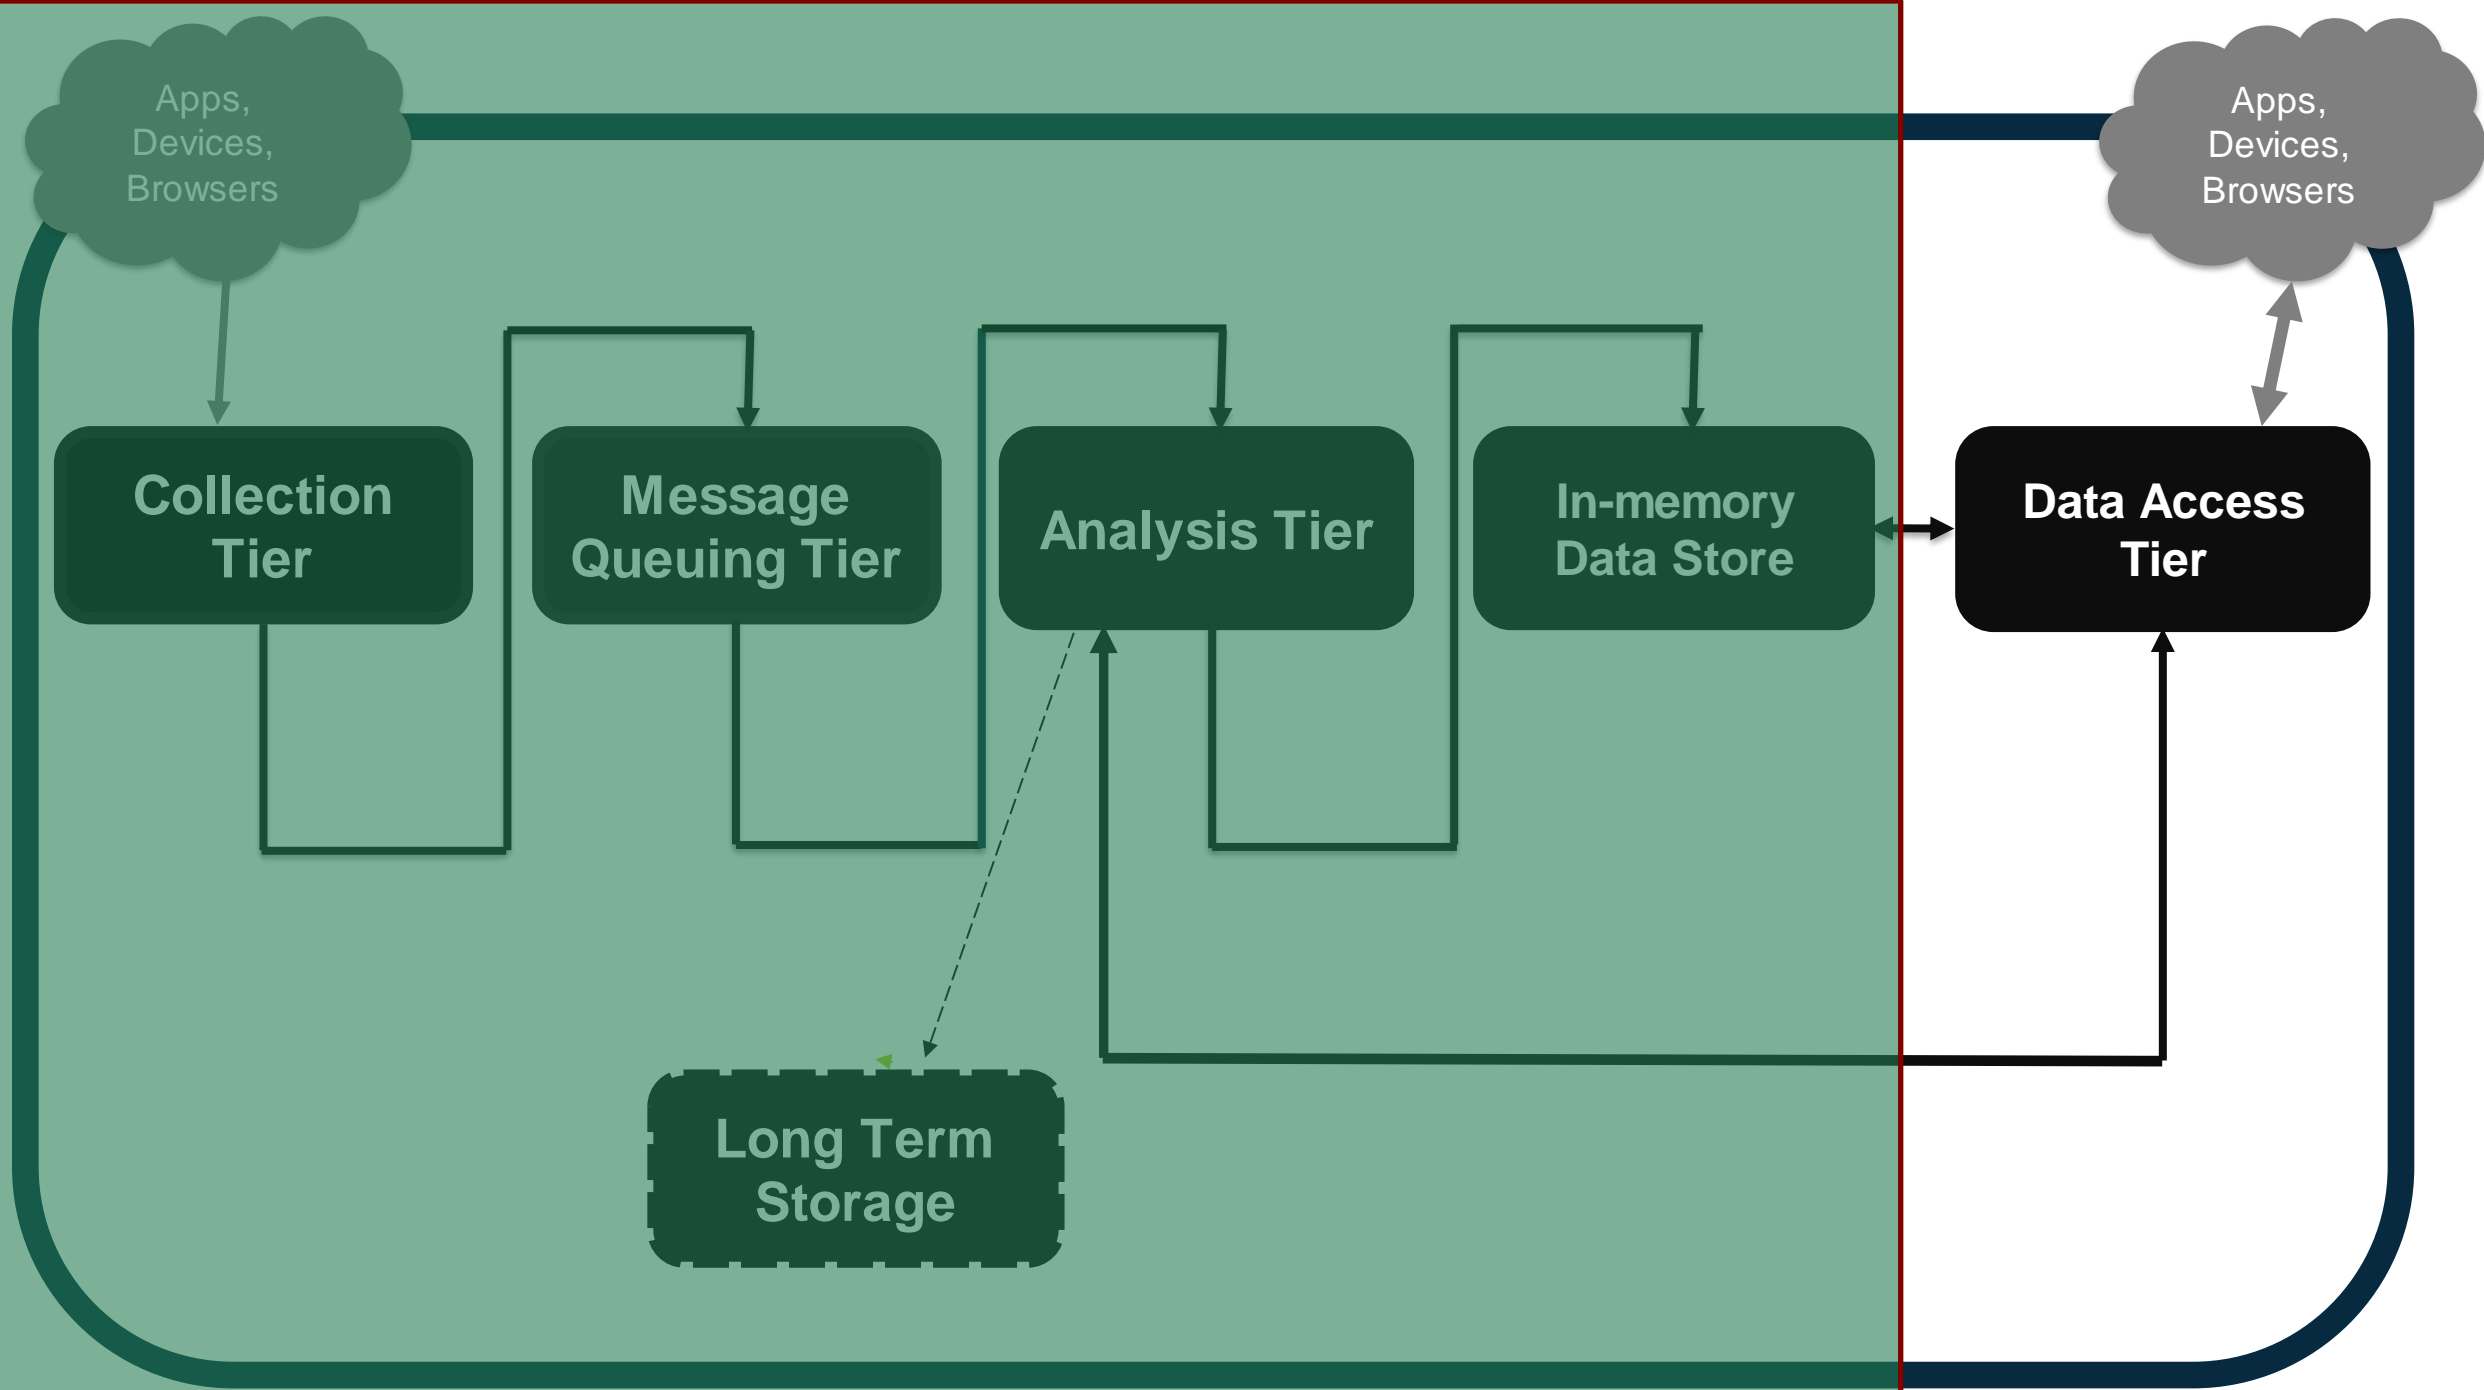 Apps,
Devices,
Browsers
Apps,
Devices,
Browsers
Collection
Tier
Message
Queuing Tier
Analysis Tier
In-memory
Data Store
Data Access
Tier
Long Term
Storage